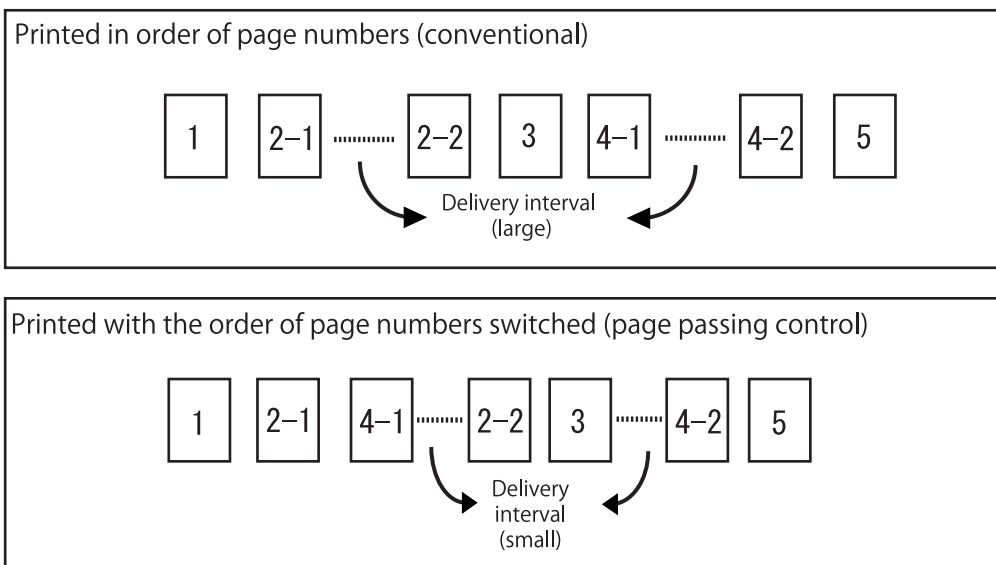 Printed in order of page numbers (conventional)
1 2-1 2-2 3 4-1 4-2 5
Delivery interval
(large)
Printed with the order of page numbers switched (page passing control)
1 2-1 4-1 2-2 3 4-2 5
Delivery
interval
(small)